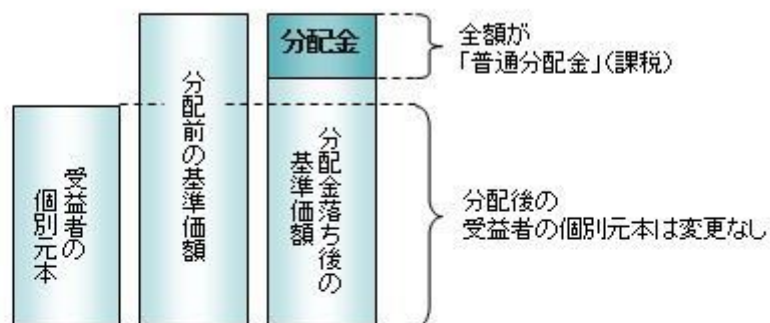 受益者の
個別元本
分配前の基準価額
分配金
分配金落ち後の
基準価額
全額が
「普通分配金」(課税)
分配後の
受益者の個別元本は変更なし